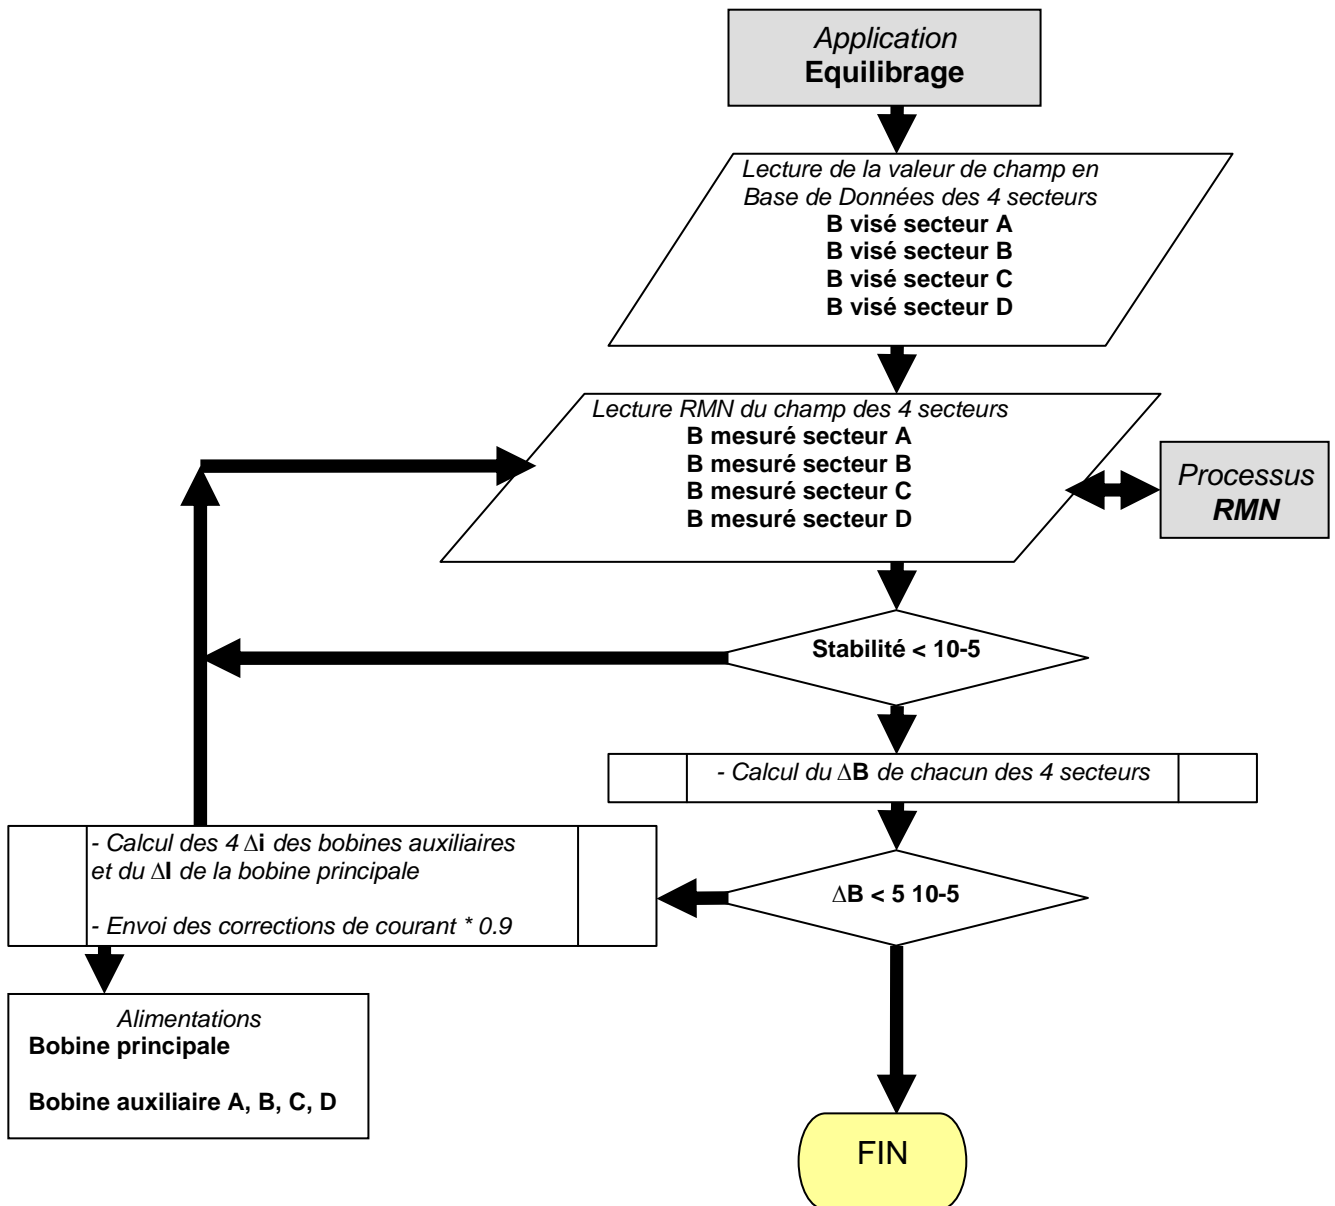 Application
Equilibrage
Lecture de la valeur de champ en
Base de Données des 4 secteurs
B visé secteur A
B visé secteur B
B visé secteur C
B visé secteur D
Lecture RMN du champ des 4 secteurs
B mesuré secteur A
B mesuré secteur B
B mesuré secteur C
B mesuré secteur D
Processus
RMN
Stabilité < 10-5
- Calcul du ∆B de chacun des 4 secteurs
- Calcul des 4 ∆i des bobines auxiliaires
et du ∆I de la bobine principale
- Envoi des corrections de courant * 0.9
∆B < 5 10-5
Alimentations
Bobine principale
Bobine auxiliaire A, B, C, D
FIN